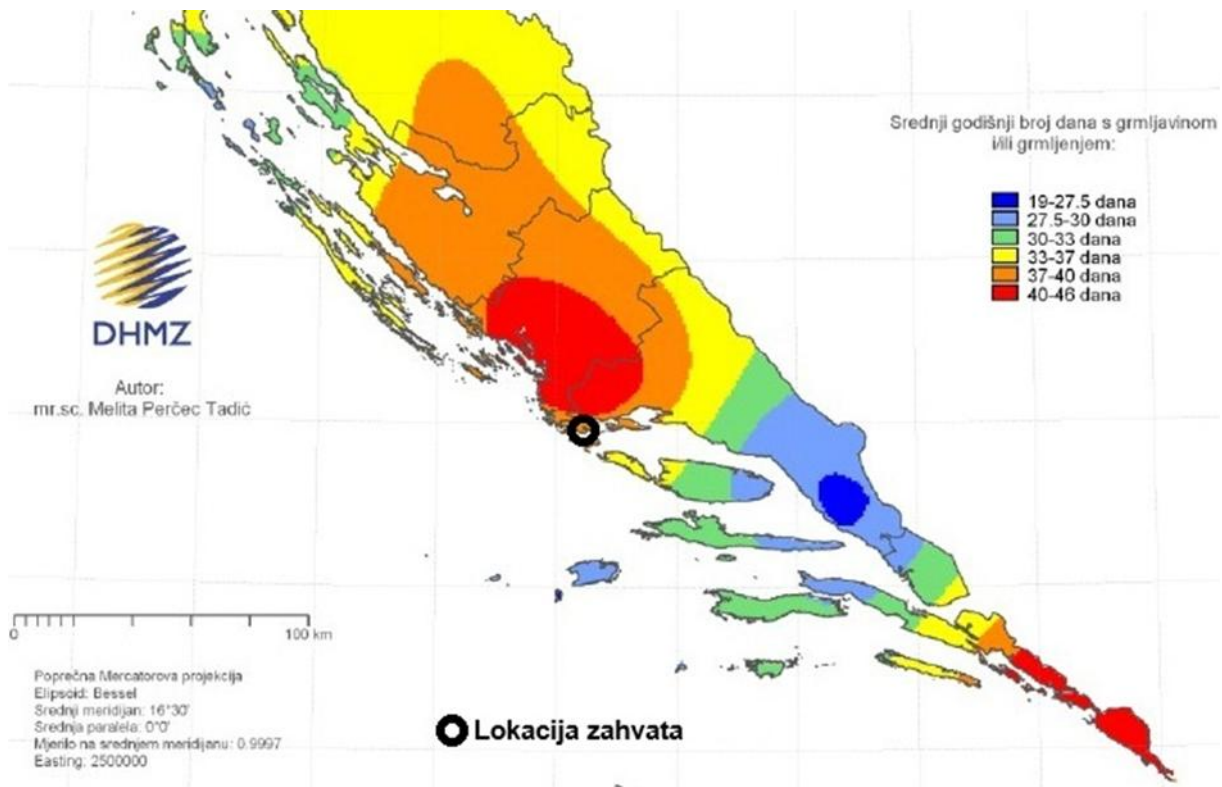 Srednji godišnji broj dana s grmljavinom
i/ili grmljenjem:
19-27.5 dana
27.5-30 dana
30-33 dana
33-37 dana
37-40 dana
40-46 dana
DHMZ
Autor:
mr.sc. Melita Perčec Tadić
0 100 km
Poprečna Mercatorova projekcija
Elipsoid: Bessel
Srednji meridijan: 16°30'
Srednja paralela: 0°0'
Mjerilo na srednjem meridijanu: 0.9997
Easting: 2500000
Lokacija zahvata